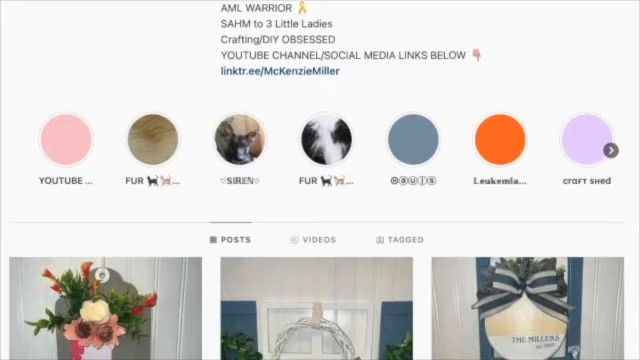 AML WARRIOR 🎗
SAHM to 3 Little Ladies
Crafting/DIY OBSESSED
YOUTUBE CHANNEL/SOCIAL MEDIA LINKS BELOW 👇🏼
linktr.ee/McKenzieMiller
YOUTUBE ...
FUR 🐈‍⬛🐈...
♡SIREN♡
FUR 🐈‍⬛🐈...
Ⓗⓐⓤⓛⓢ
𝕃𝕖𝕦𝕜𝕖𝕞𝕚𝕒...
craft shed
POSTS
VIDEOS
TAGGED
THE MILLERS